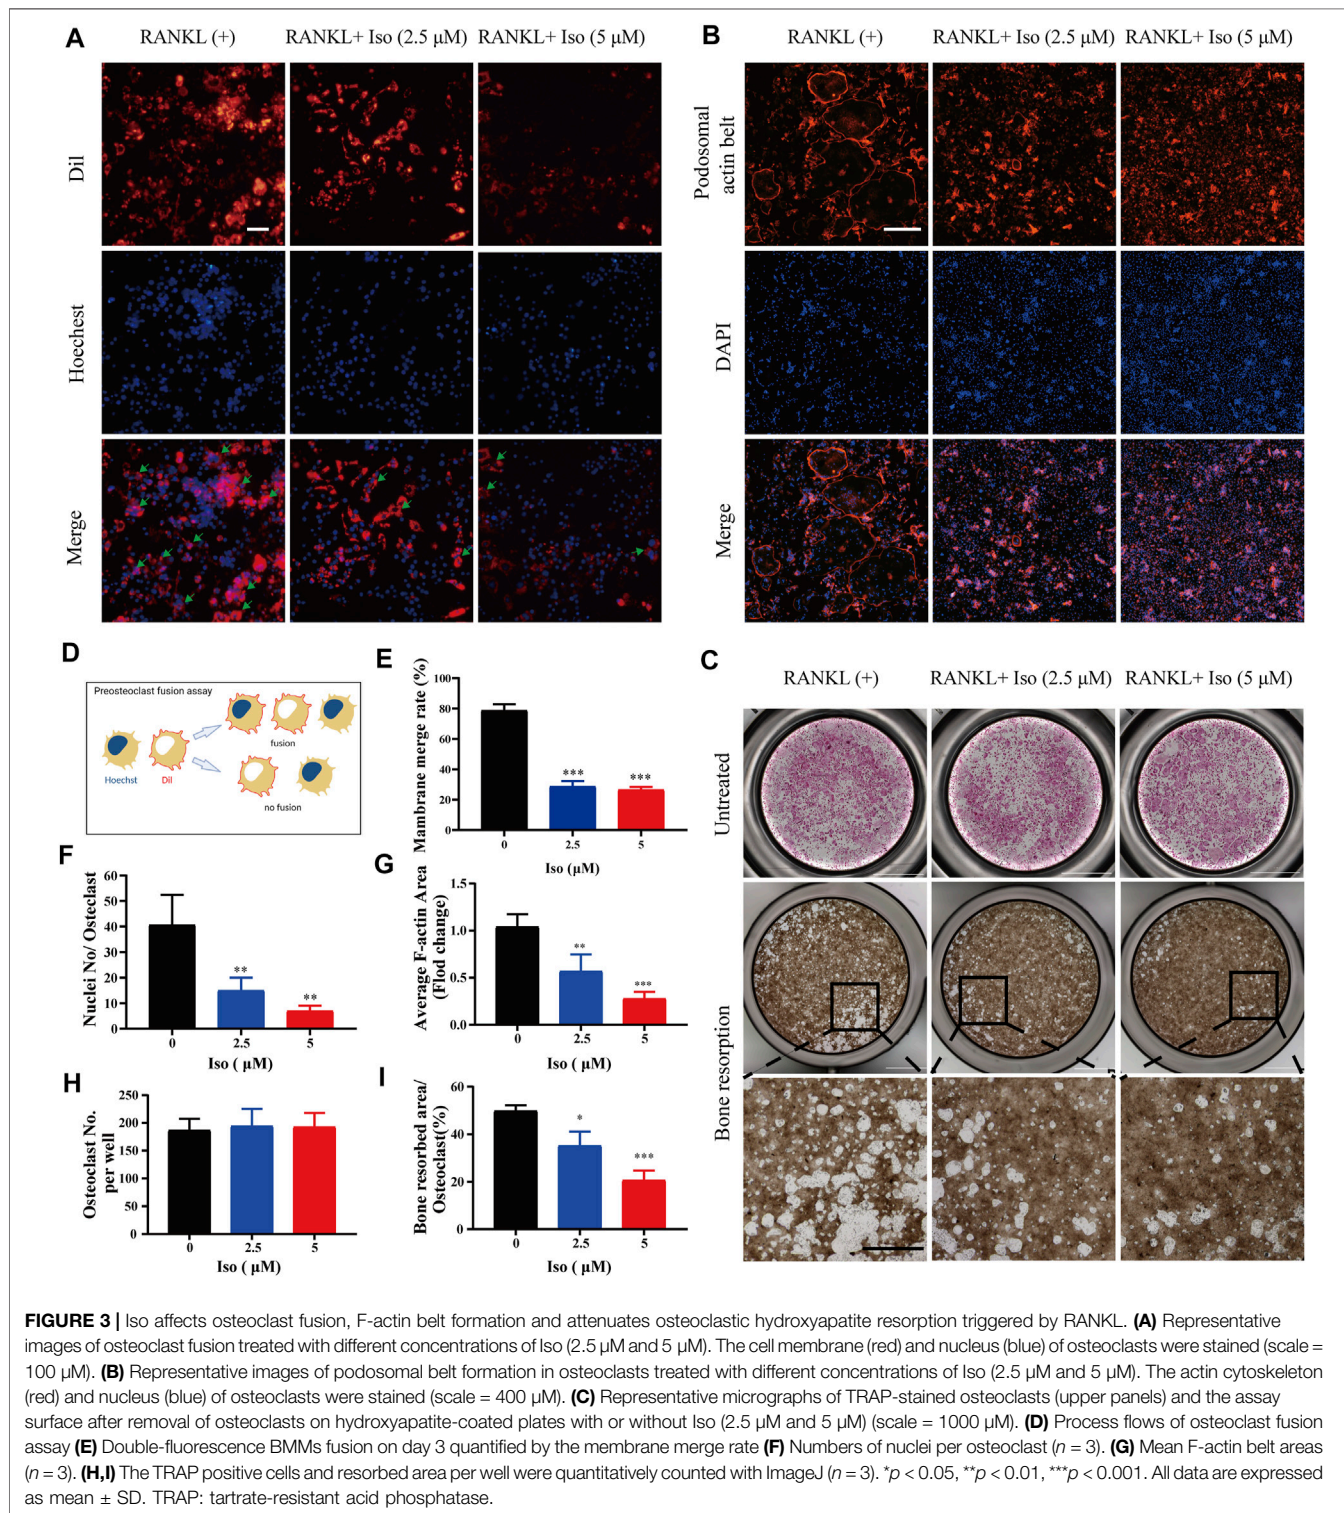 A
RANKL (+)
RANKL+ Iso (2.5 μM)
RANKL+ Iso (5 μM)
Dil
Hoechest
Merge
B
RANKL (+)
RANKL+ Iso (2.5 μM)
RANKL+ Iso (5 μM)
Podosomal
actin belt
DAPI
Merge
D
Preosteoclast fusion assay
Hoechst
Dil
fusion
no fusion
E
Mambrane merge rate (%)
100
80
60
40
20
0
***
***
0
2.5
5
Iso (μM)
C
RANKL (+)
RANKL+ Iso (2.5 μM)
RANKL+ Iso (5 μM)
Untreated
Bone resorption
F
Nuclei No/ Osteclast
60
50
40
30
20
10
0
**
**
0
2.5
5
Iso ( μM)
G
Average F-actin Area
(Flod change)
1.5
1.0
0.5
0.0
**
***
0
2.5
5
Iso ( μM)
H
Osteoclast No.
per well
250
200
150
100
50
0
0
2.5
5
Iso ( μM)
I
Bone resorbed area/
Osteoclast(%)
60
40
20
0
*
***
0
2.5
5
Iso ( μM)
FIGURE 3 | Iso affects osteoclast fusion, F-actin belt formation and attenuates osteoclastic hydroxyapatite resorption triggered by RANKL. (A) Representative
images of osteoclast fusion treated with different concentrations of Iso (2.5 μM and 5 μM). The cell membrane (red) and nucleus (blue) of osteoclasts were stained (scale =
100 μM). (B) Representative images of podosomal belt formation in osteoclasts treated with different concentrations of Iso (2.5 μM and 5 μM). The actin cytoskeleton
(red) and nucleus (blue) of osteoclasts were stained (scale = 400 μM). (C) Representative micrographs of TRAP-stained osteoclasts (upper panels) and the assay
surface after removal of osteoclasts on hydroxyapatite-coated plates with or without Iso (2.5 μM and 5 μM) (scale = 1000 μM). (D) Process flows of osteoclast fusion
assay (E) Double-fluorescence BMMs fusion on day 3 quantified by the membrane merge rate (F) Numbers of nuclei per osteoclast (n = 3). (G) Mean F-actin belt areas
(n = 3). (H,I) The TRAP positive cells and resorbed area per well were quantitatively counted with ImageJ (n = 3). *p < 0.05, **p < 0.01, ***p < 0.001. All data are expressed
as mean ± SD. TRAP: tartrate-resistant acid phosphatase.